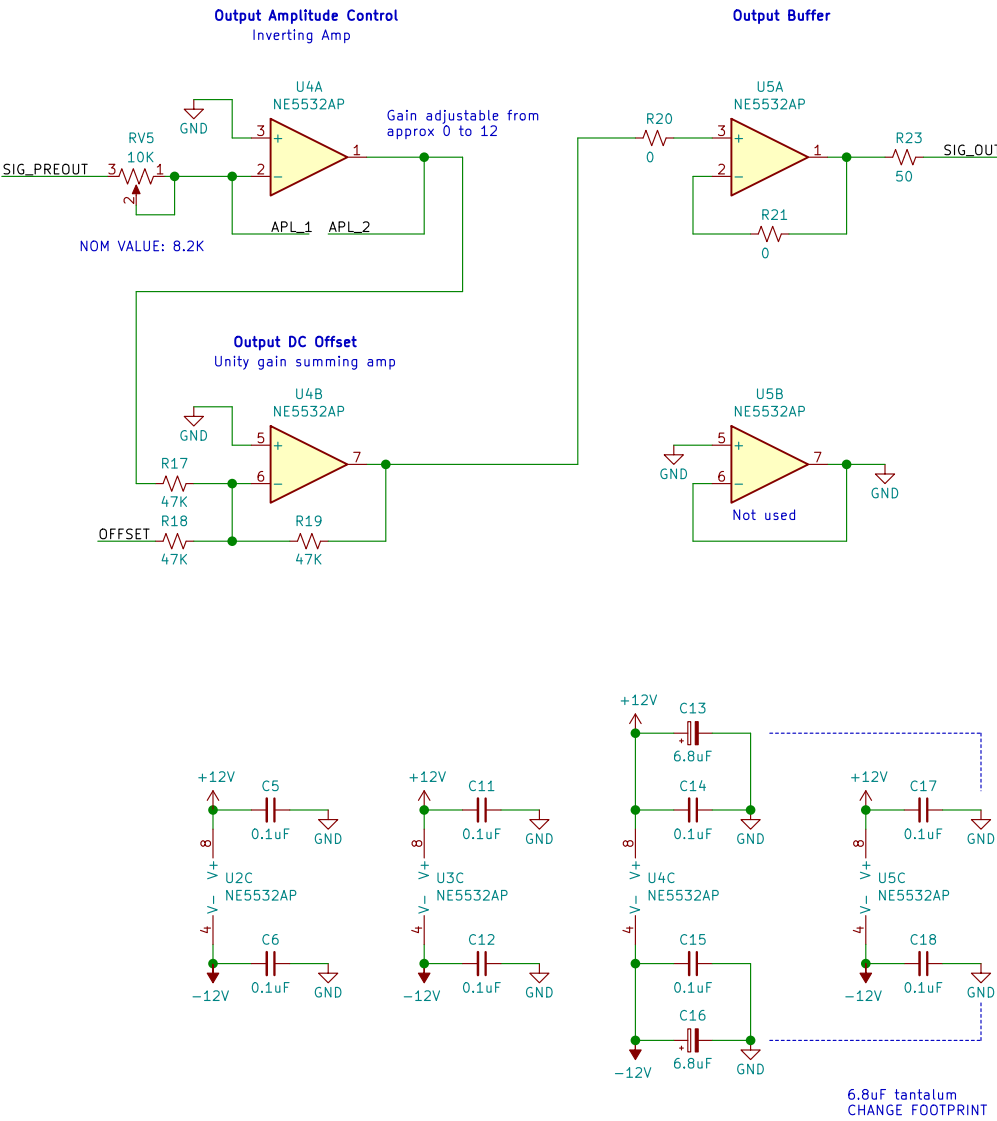 Output Amplitude Control
Inverting Amp
Output Buffer
U4A
NE5532AP
U5A
NE5532AP
GND
3
+
2
−
1
Gain adjustable from
approx 0 to 12
RV5
10K
SIG_PREOUT
3
1
2
APL_1
APL_2
NOM VALUE: 8.2K
R20
0
3
+
2
−
1
R23
50
SIG_OUT
R21
0
Output DC Offset
Unity gain summing amp
U4B
NE5532AP
U5B
NE5532AP
GND
5
+
6
−
7
R17
47K
OFFSET
R18
47K
R19
47K
GND
5
+
6
−
7
GND
Not used
+12V
C13
+
6.8uF
+12V
C5
0.1uF
GND
8
V+
U2C
NE5532AP
V-
4
C6
0.1uF
GND
-12V
+12V
C11
0.1uF
GND
8
V+
U3C
NE5532AP
V-
4
C12
0.1uF
GND
-12V
C14
0.1uF
GND
8
V+
U4C
NE5532AP
V-
4
C15
0.1uF
C16
+
6.8uF
GND
-12V
+12V
C17
0.1uF
GND
8
V+
U5C
NE5532AP
V-
4
C18
0.1uF
GND
-12V
6.8uF tantalum
CHANGE FOOTPRINT